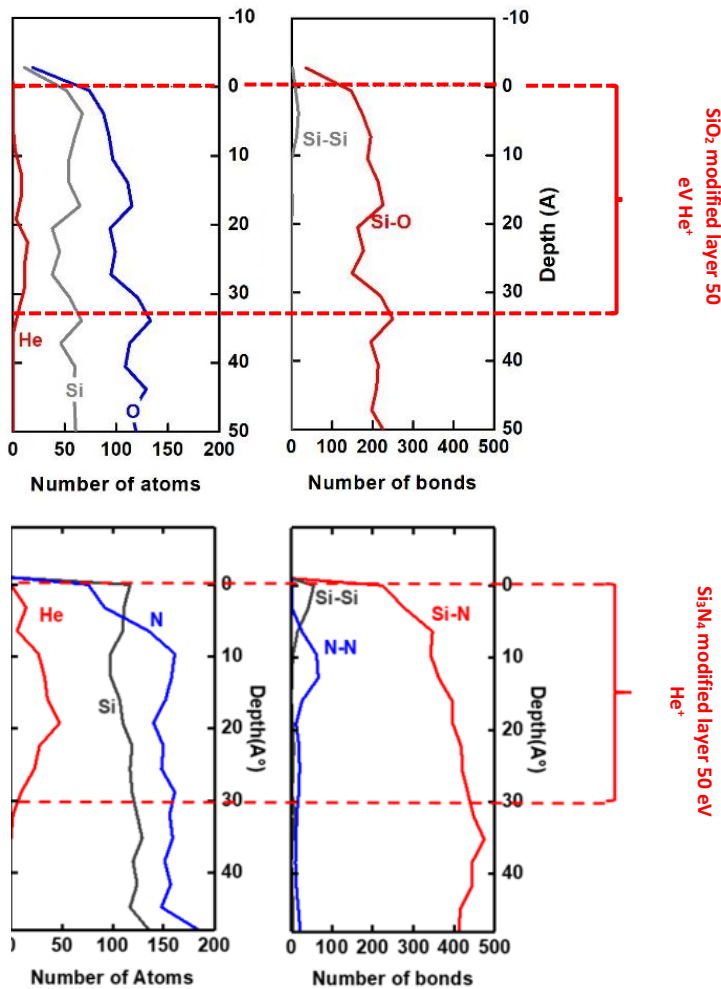 -10
0
10
20
30
40
50
He
Si
O
0 50 100 150 200
Number of atoms
-10
0
10
20
30
40
50
Si-Si
Si-O
Depth (A)
0 100 200 300 400 500
Number of bonds
SiO₂ modified layer 50
eV He⁺
0
10
20
30
40
He
N
Si
Depth(A°)
0 50 100 150 200
Number of Atoms
0
10
20
30
40
Si-Si
Si-N
N-N
Depth(A°)
0 100 200 300 400 500
Number of bonds
Si₃N₄ modified layer 50 eV
He⁺